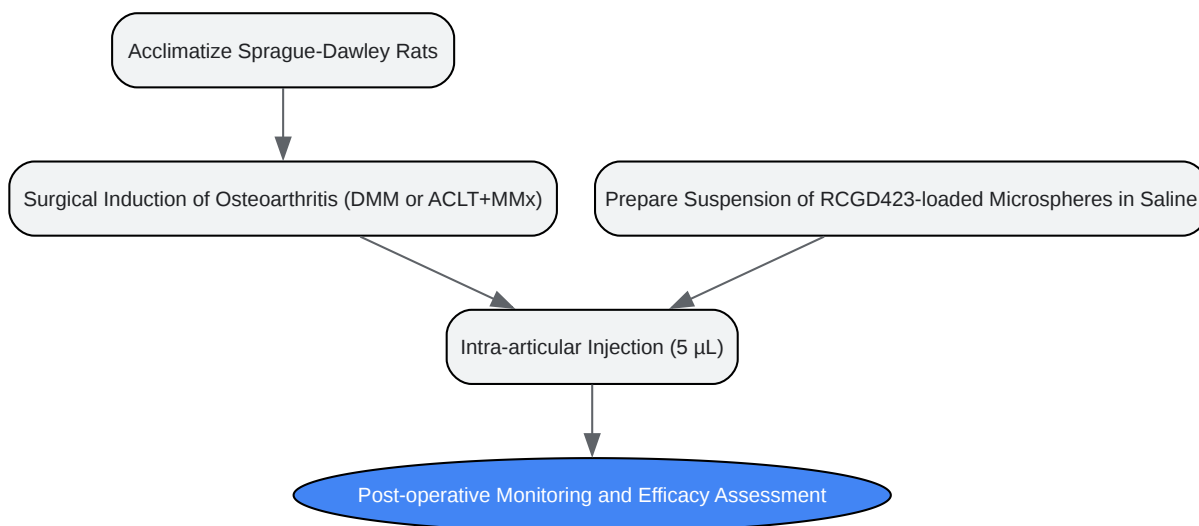 Acclimatize Sprague-Dawley Rats
Surgical Induction of Osteoarthritis (DMM or ACLT+MMx)
Prepare Suspension of RCGD423-loaded Microspheres in Saline
Intra-articular Injection (5 µL)
Post-operative Monitoring and Efficacy Assessment